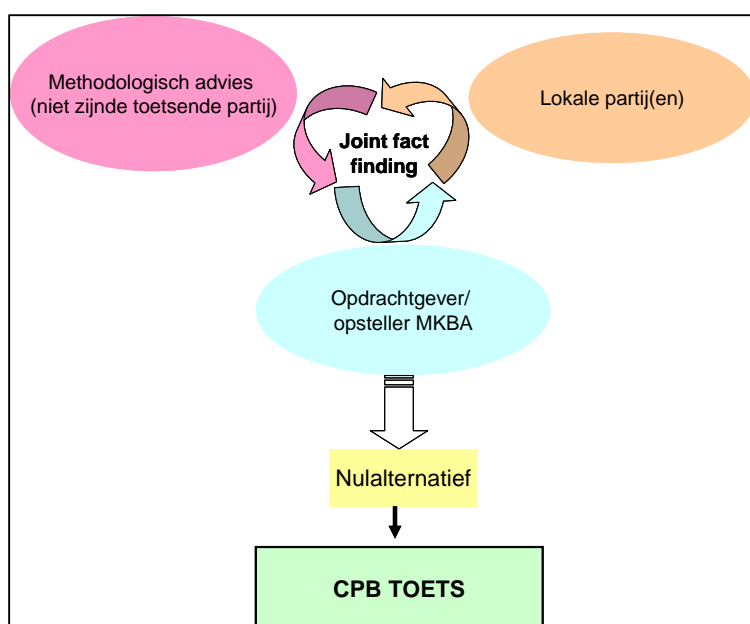 Methodologisch advies
(niet zijnde toetsende partij)
Lokale partij(en)
Joint fact
finding
Opdrachtgever/
opsteller MKBA
Nulalternatief
CPB TOETS